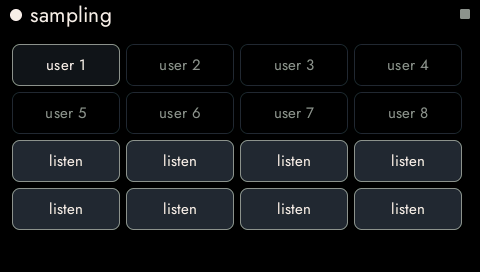 sampling
user 1 user 2 user 3 user 4
user 5 user 6 user 7 user 8
listen listen listen listen
listen listen listen listen